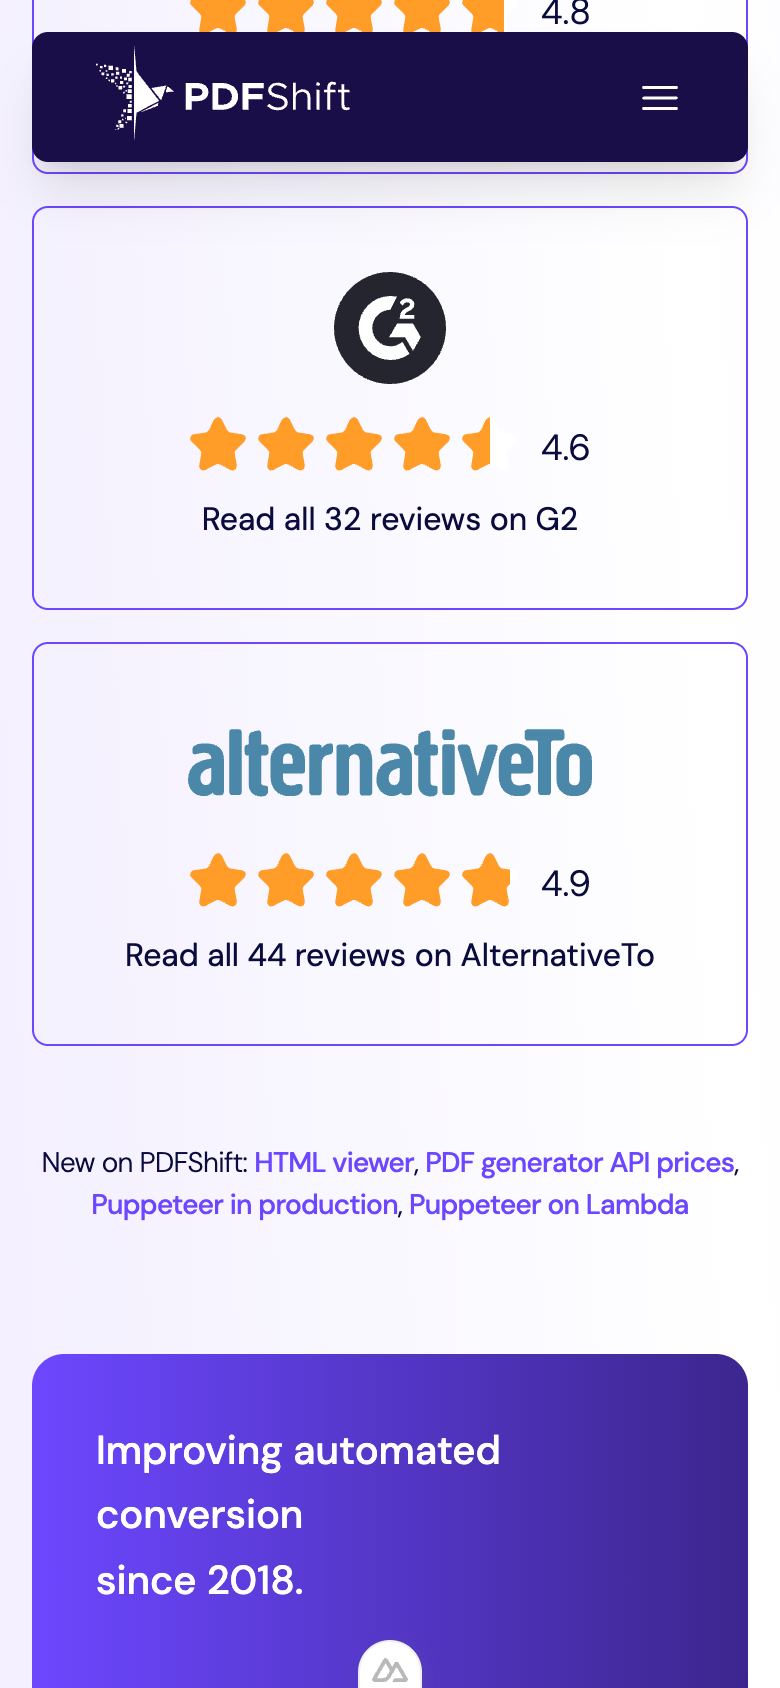 4.8
PDFShift
G2
4.6
Read all 32 reviews on G2
alternativeTo
4.9
Read all 44 reviews on AlternativeTo
New on PDFShift: HTML viewer, PDF generator API prices,
Puppeteer in production, Puppeteer on Lambda
Improving automated
conversion
since 2018.